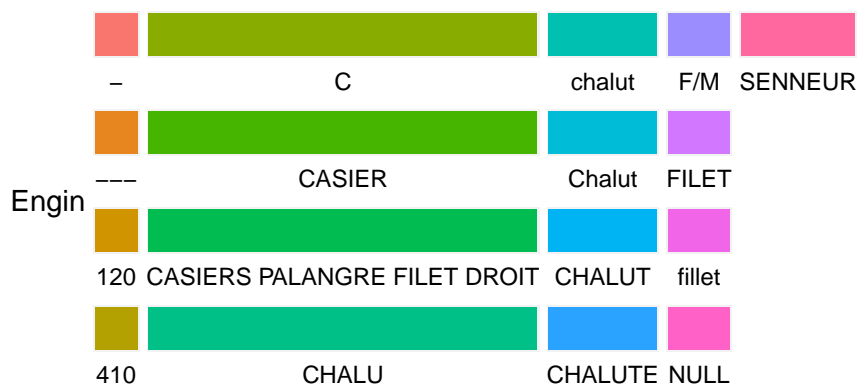 – C chalut F/M SENNEUR
––– CASIER Chalut FILET
Engin
120 CASIERS PALANGRE FILET DROIT CHALUT fillet
410 CHALU CHALUTE NULL